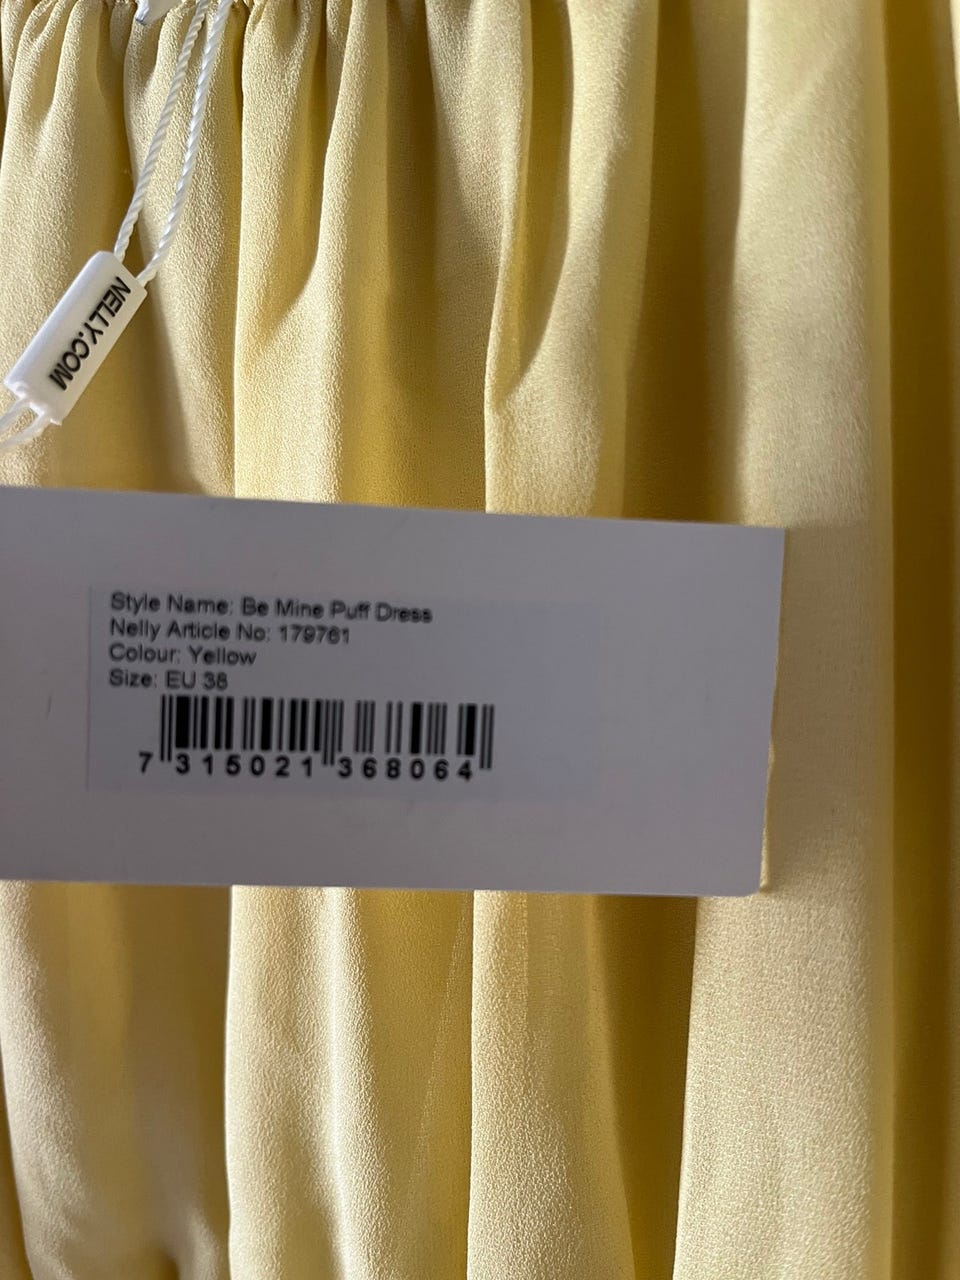 NELLY.COM
Style Name: Be Mine Puff Dress
Nelly Article No: 179761
Colour: Yellow
Size: EU 38
7 315021 368064